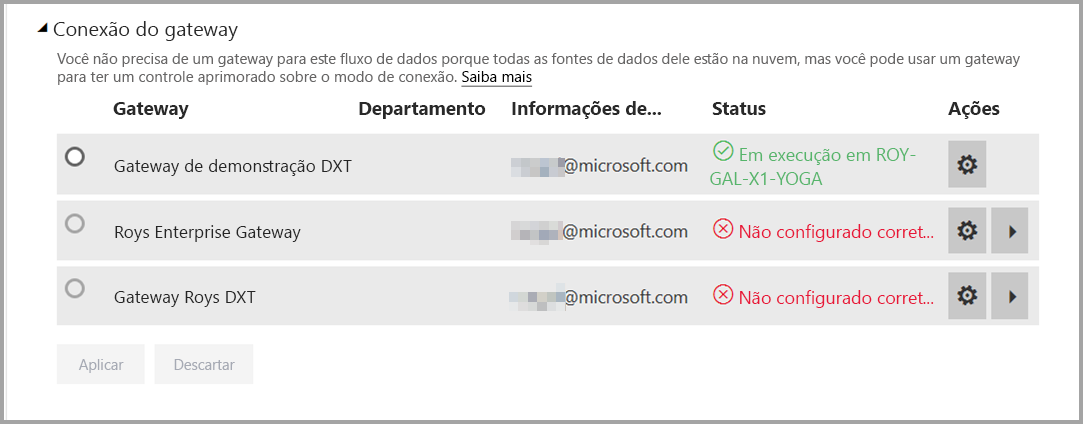 Conexão do gateway
Você não precisa de um gateway para este fluxo de dados porque todas as fontes de dados dele estão na nuvem, mas você pode usar um gateway
para ter um controle aprimorado sobre o modo de conexão. Saiba mais
Gateway Departamento Informações de... Status Ações
Gateway de demonstração DXT @microsoft.com Em execução em ROY-
GAL-X1-YOGA
Roys Enterprise Gateway @microsoft.com Não configurado corret...
Gateway Roys DXT @microsoft.com Não configurado corret...
Aplicar Descartar